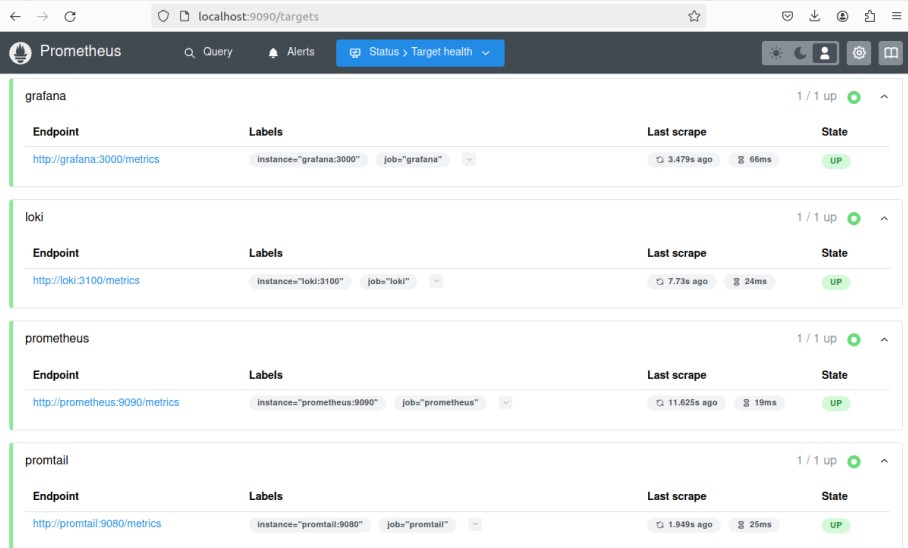 localhost:9090/targets
Prometheus Query Alerts Status > Target health
grafana 1 / 1 up
Endpoint Labels Last scrape State
http://grafana:3000/metrics instance="grafana:3000" job="grafana" 3.479s ago 66ms UP
loki 1 / 1 up
Endpoint Labels Last scrape State
http://loki:3100/metrics instance="loki:3100" job="loki" 7.73s ago 24ms UP
prometheus 1 / 1 up
Endpoint Labels Last scrape State
http://prometheus:9090/metrics instance="prometheus:9090" job="prometheus" 11.625s ago 19ms UP
promtail 1 / 1 up
Endpoint Labels Last scrape State
http://promtail:9080/metrics instance="promtail:9080" job="promtail" 1.949s ago 25ms UP